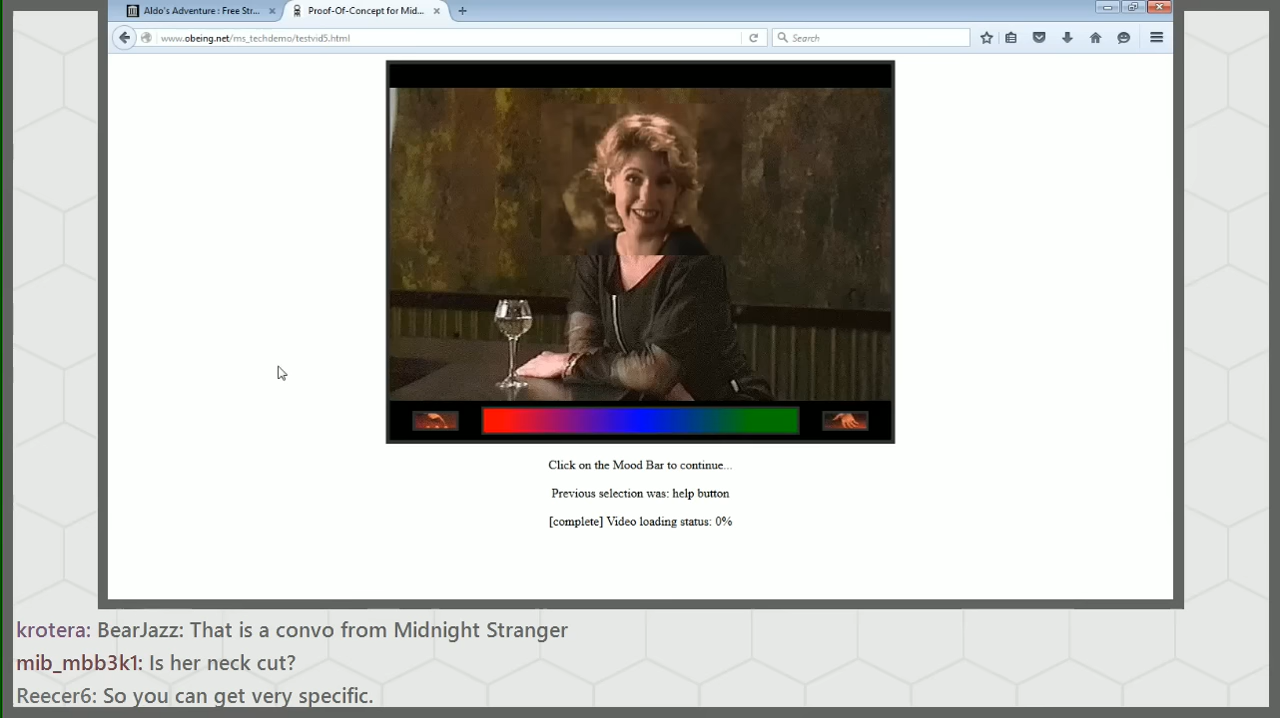 Aldo's Adventure : Free Str...
Proof-Of-Concept for Mid...
www.obeing.net/ms_techdemo/testvid5.html
Search
Click on the Mood Bar to continue...
Previous selection was: help button
[complete] Video loading status: 0%
krotera: BearJazz: That is a convo from Midnight Stranger
mib_mbb3k1: Is her neck cut?
Reecer6: So you can get very specific.